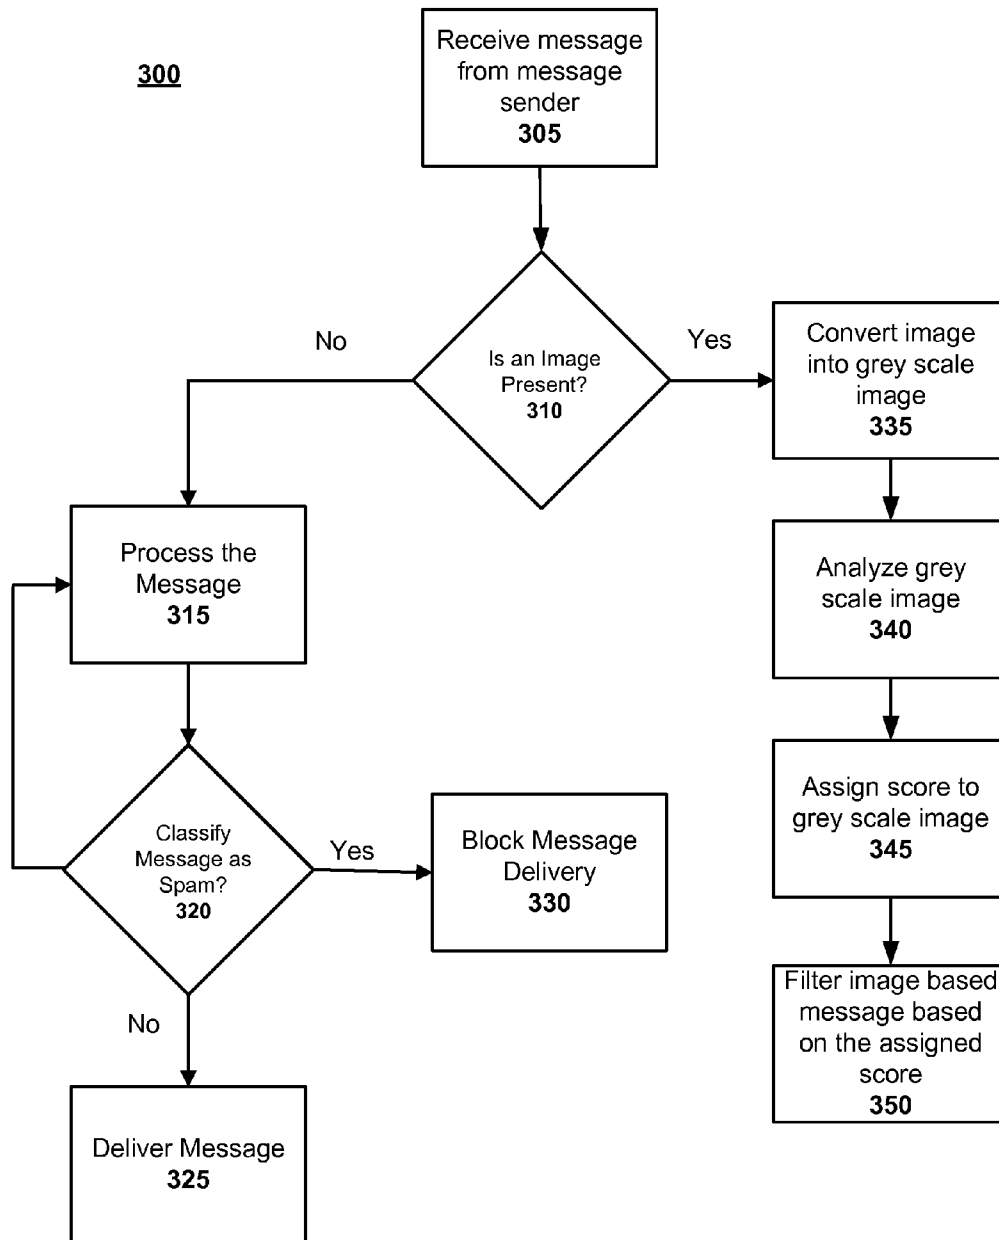 300
Receive message
from message
sender
305
Is an Image
Present?
310
No
Yes
Convert image
into grey scale
image
335
Process the
Message
315
Analyze grey
scale image
340
Classify
Message as
Spam?
320
Yes
No
Block Message
Delivery
330
Assign score to
grey scale image
345
Deliver Message
325
Filter image based
message based
on the assigned
score
350